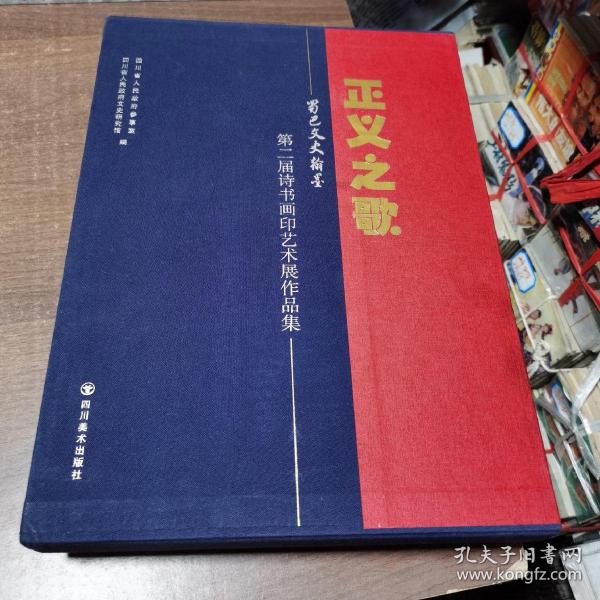 正义之歌
蜀巴文史翰墨
第二届诗书画印艺术展作品集
四川省人民政府参事室
四川省人民政府文史研究馆 编
四川美术出版社
孔夫子旧书网
www.kongfz.com